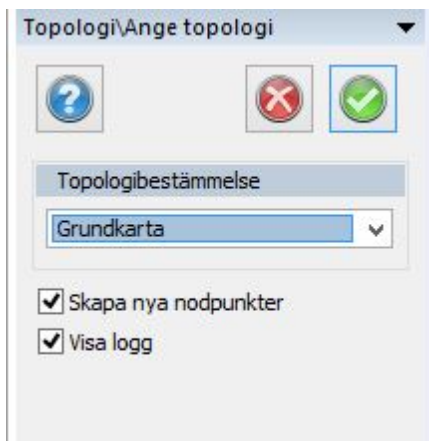 Topologi\Ange topologi
Topologibestämmelse
Grundkarta
Skapa nya nodpunkter
Visa logg